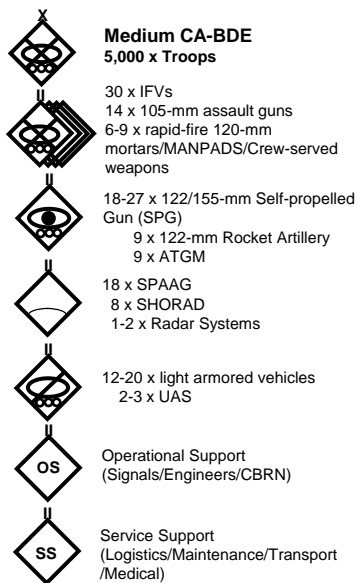 X
Medium CA-BDE
5,000 x Troops
II
30 x IFVs
14 x 105-mm assault guns
6-9 x rapid-fire 120-mm
mortars/MANPADS/Crew-served
weapons
II
18-27 x 122/155-mm Self-propelled
Gun (SPG)
9 x 122-mm Rocket Artillery
9 x ATGM
II
18 x SPAAG
8 x SHORAD
1-2 x Radar Systems
II
12-20 x light armored vehicles
2-3 x UAS
II
OS
Operational Support
(Signals/Engineers/CBRN)
II
SS
Service Support
(Logistics/Maintenance/Transport
/Medical)